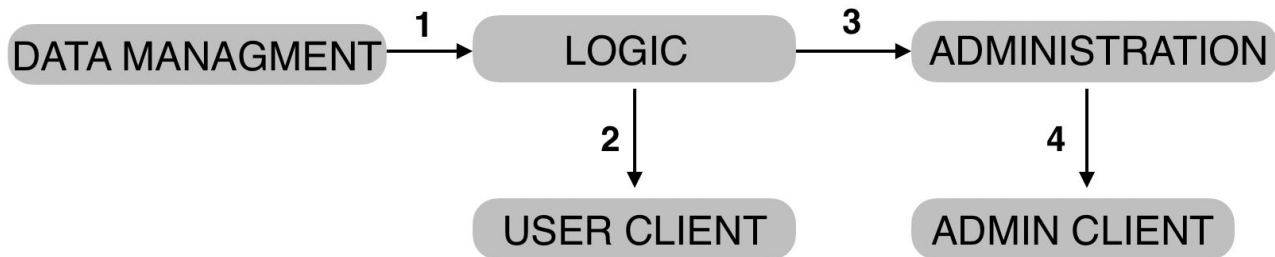 DATA MANAGMENT
1
LOGIC
3
ADMINISTRATION
2
4
USER CLIENT
ADMIN CLIENT